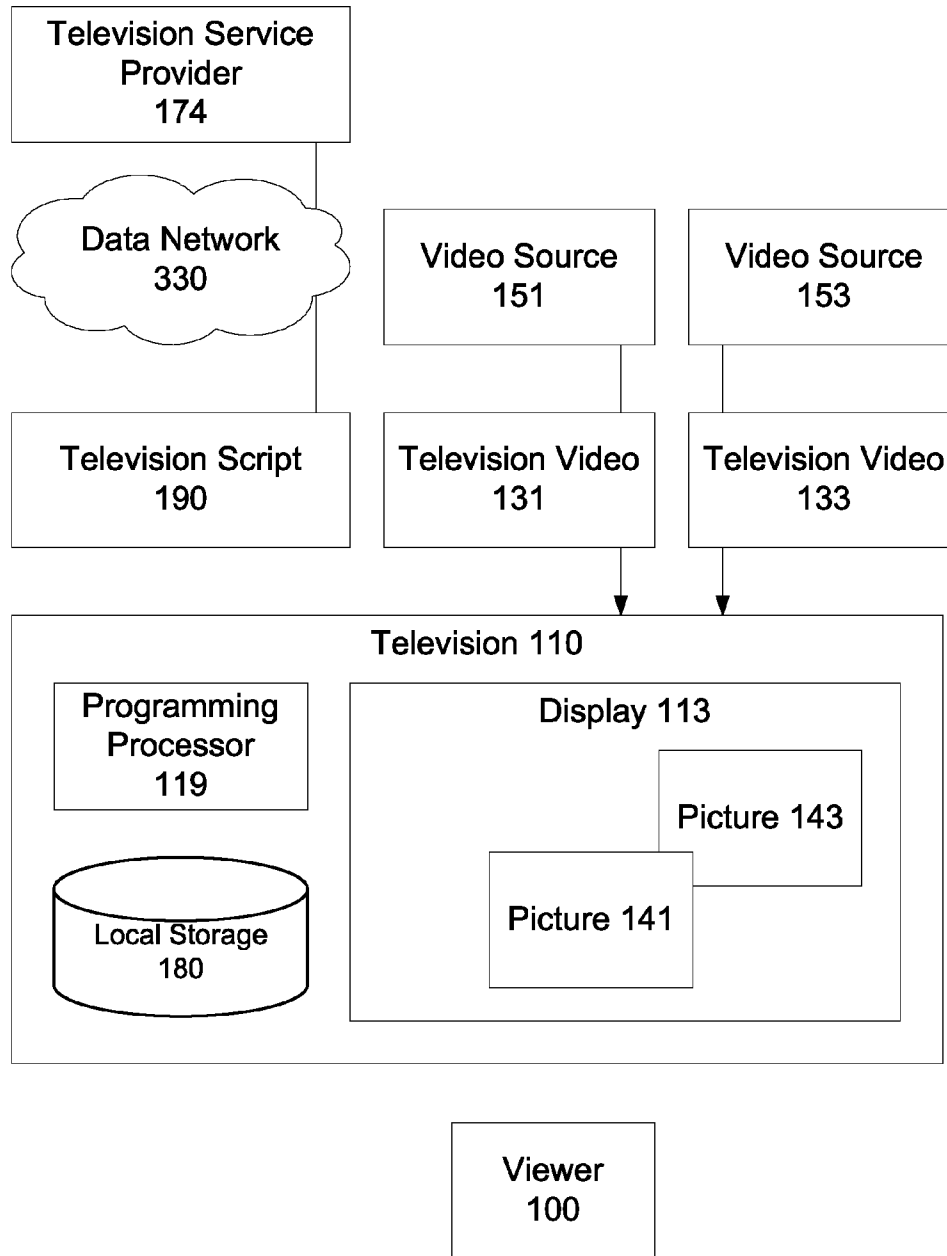 Television Service
Provider
174
Data Network
330
Video Source
151
Video Source
153
Television Script
190
Television Video
131
Television Video
133
Television 110
Programming
Processor
119
Display 113
Picture 143
Picture 141
Local Storage
180
Viewer
100